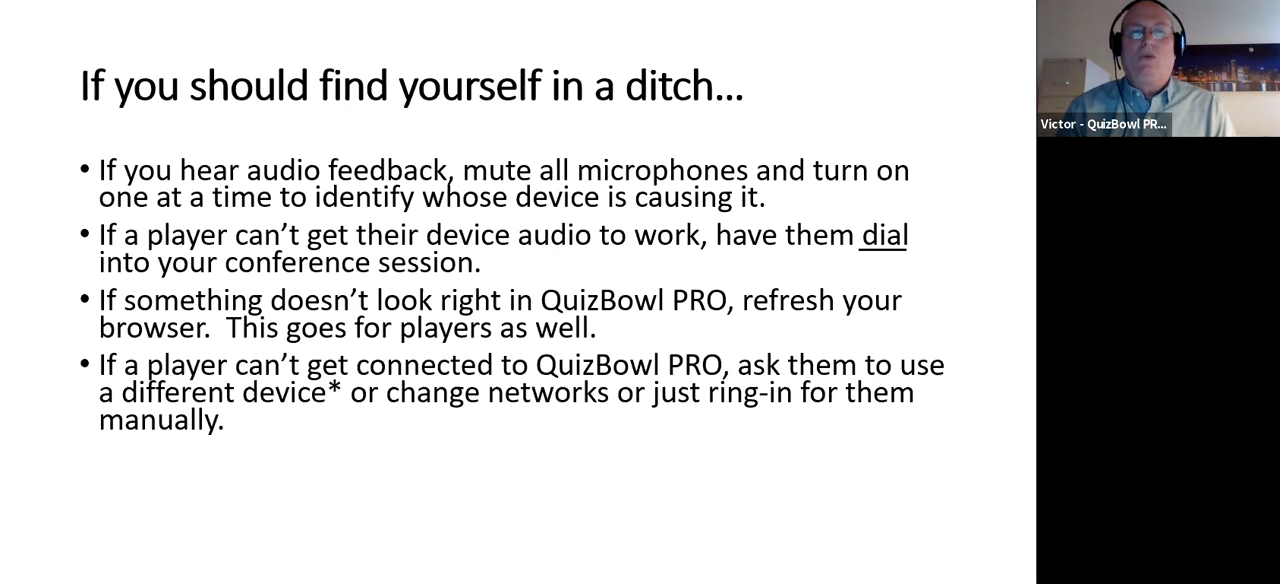 If you should find yourself in a ditch…
• If you hear audio feedback, mute all microphones and turn on
one at a time to identify whose device is causing it.
• If a player can’t get their device audio to work, have them dial
into your conference session.
• If something doesn’t look right in QuizBowl PRO, refresh your
browser.  This goes for players as well.
• If a player can’t get connected to QuizBowl PRO, ask them to use
a different device* or change networks or just ring-in for them
manually.
Victor - QuizBowl PR...